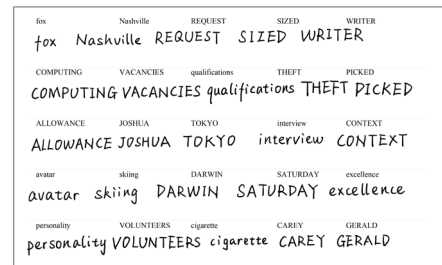 fox Nashville REQUEST SIZED WRITER
fox Nashville REQUEST SIZED WRITER
COMPUTING VACANCIES qualifications THEFT PICKED
COMPUTING VACANCIES qualifications THEFT PICKED
ALLOWANCE JOSHUA TOKYO interview CONTEXT
ALLOWANCE JOSHUA TOKYO interview CONTEXT
avatar skiing DARWIN SATURDAY excellence
avatar skiing DARWIN SATURDAY excellence
personality VOLUNTEERS cigarette CAREY GERALD
personality VOLUNTEERS cigarette CAREY GERALD